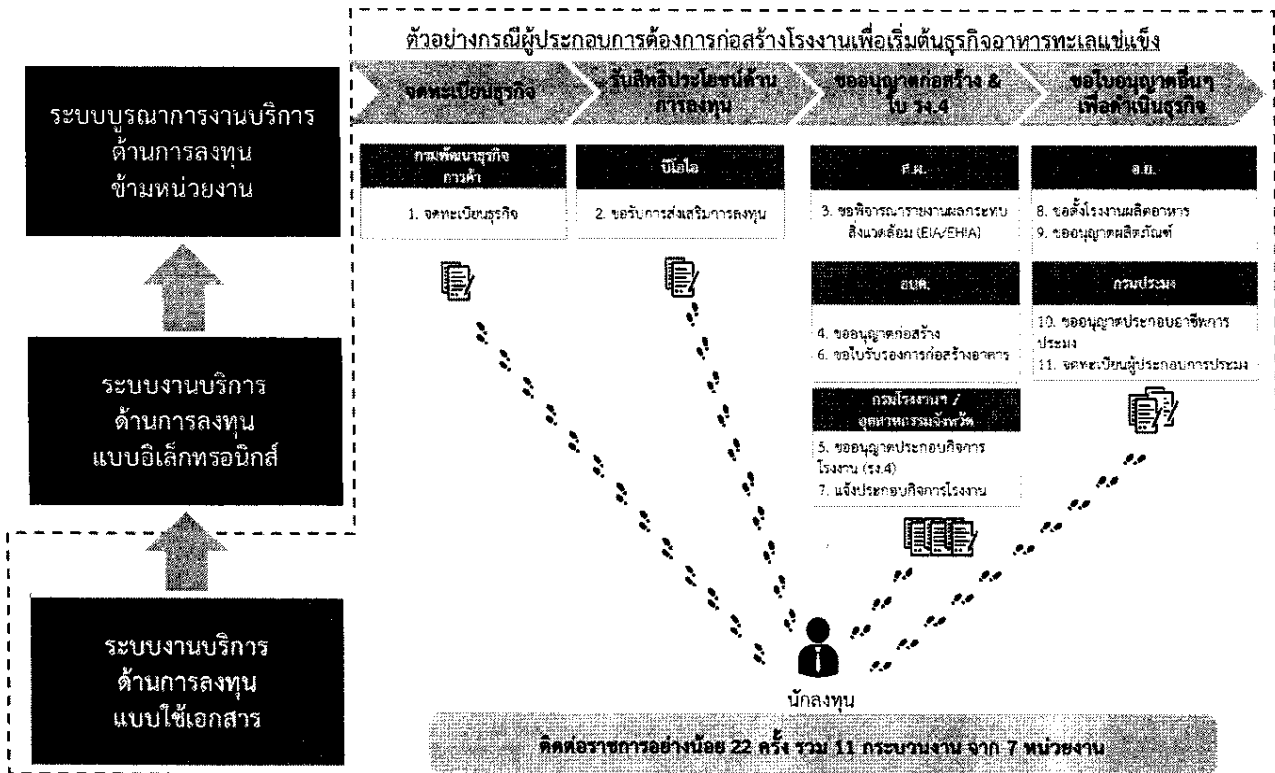 ตัวอย่างกรณีผู้ประกอบการต้องการก่อสร้างโรงงานเพื่อเริ่มต้นธุรกิจอาหารทะเลแช่แข็ง
จดทะเบียนธุรกิจ
รับสิทธิประโยชน์ด้าน
การลงทุน
ขออนุญาตก่อสร้าง &
ใบ รง.4
ขอใบอนุญาตอื่นๆ
เพื่อดำเนินธุรกิจ
ระบบบูรณาการงานบริการ
ด้านการลงทุน
ข้ามหน่วยงาน
ระบบงานบริการ
ด้านการลงทุน
แบบอิเล็กทรอนิกส์
ระบบงานบริการ
ด้านการลงทุน
แบบใช้เอกสาร
กรมพัฒนาธุรกิจ
การค้า
1. จดทะเบียนธุรกิจ
บีโอไอ
2. ขอรับการส่งเสริมการลงทุน
ส.ผ.
3. ขอพิจารณารายงานผลกระทบ
สิ่งแวดล้อม (EIA/EHIA)
อบต.
4. ขออนุญาตก่อสร้าง
6. ขอใบรับรองการก่อสร้างอาคาร
กรมโรงงานฯ /
อุตสาหกรรมจังหวัด
5. ขออนุญาตประกอบกิจการ
โรงงาน (รง.4)
7. แจ้งประกอบกิจการโรงงาน
อ.ย.
8. ขอตั้งโรงงานผลิตอาหาร
9. ขออนุญาตผลิตภัณฑ์
กรมประมง
10. ขออนุญาตประกอบอาชีพการ
ประมง
11. จดทะเบียนผู้ประกอบการประมง
นักลงทุน
ติดต่อราชการอย่างน้อย 22 ครั้ง รวม 11 กระบวนงาน จาก 7 หน่วยงาน